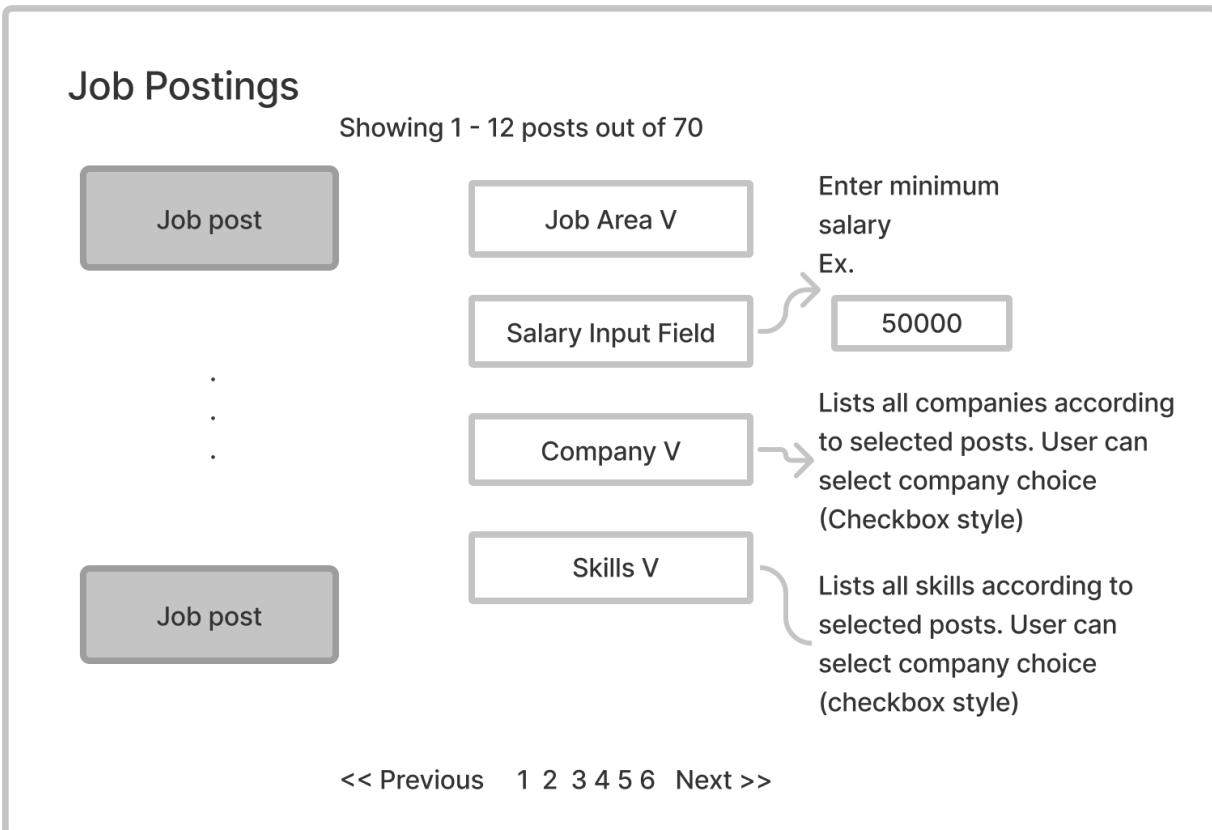 Job Postings
Showing 1 - 12 posts out of 70
Job post
Job Area V
Enter minimum
salary
Ex.
Salary Input Field
50000
.
.
.
Company V
Lists all companies according
to selected posts. User can
select company choice
(Checkbox style)
Skills V
Job post
Lists all skills according to
selected posts. User can
select company choice
(checkbox style)
<< Previous 1 2 3 4 5 6 Next >>